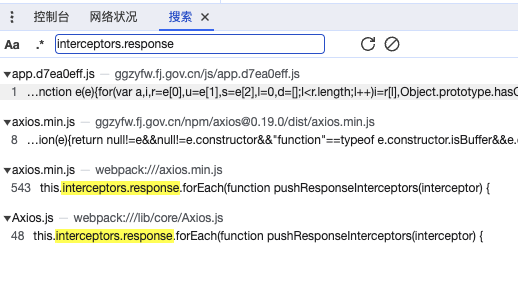 控制台 网络状况 搜索 ×
Aa .* interceptors.response
▼app.d7ea0eff.js — ggzyfw.fj.gov.cn/js/app.d7ea0eff.js
1 …nction e(e){for(var a,i,r=e[0],u=e[1],s=e[2],l=0,d=[];l<r.length;l++)i=r[l],Object.prototype.hasO
▼axios.min.js — ggzyfw.fj.gov.cn/npm/axios@0.19.0/dist/axios.min.js
8 …ion(e){return null!=e&&null!=e.constructor&&"function"==typeof e.constructor.isBuffer&&e.c
▼axios.min.js — webpack:///axios.min.js
543 this.interceptors.response.forEach(function pushResponseInterceptors(interceptor) {
▼Axios.js — webpack:///lib/core/Axios.js
48 this.interceptors.response.forEach(function pushResponseInterceptors(interceptor) {